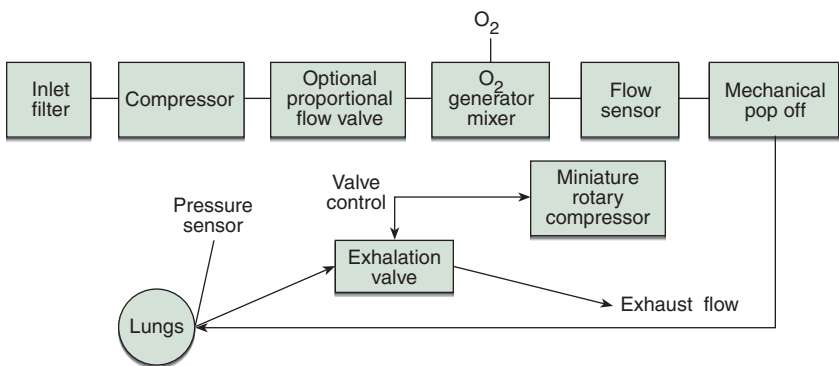 O2
Inlet
filter
Compressor
Optional
proportional
flow valve
O2
generator
mixer
Flow
sensor
Mechanical
pop off
Valve
control
Miniature
rotary
compressor
Pressure
sensor
Exhalation
valve
Exhaust flow
Lungs